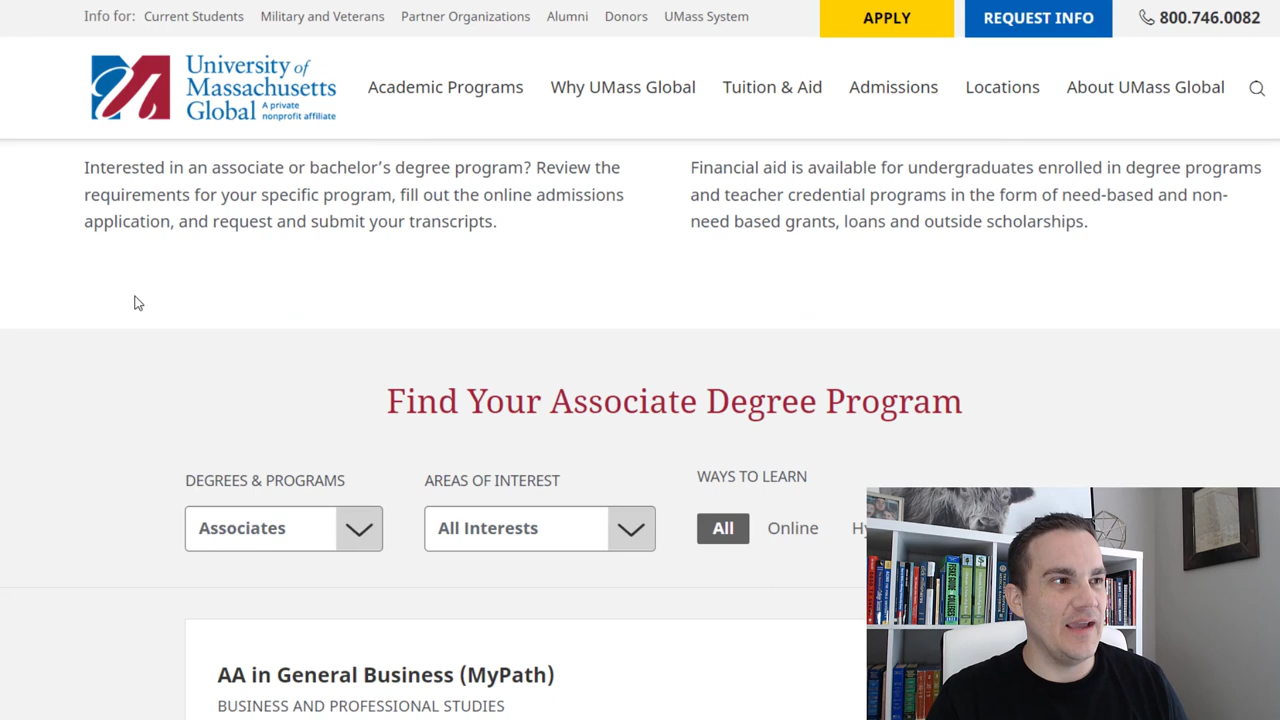 Info for: Current Students Military and Veterans Partner Organizations Alumni Donors UMass System APPLY REQUEST INFO 800.746.0082
University of
Massachusetts
Global A private
nonprofit affiliate
Academic Programs Why UMass Global Tuition & Aid Admissions Locations About UMass Global
Interested in an associate or bachelor’s degree program? Review the
requirements for your specific program, fill out the online admissions
application, and request and submit your transcripts.
Financial aid is available for undergraduates enrolled in degree programs
and teacher credential programs in the form of need-based and non-
need based grants, loans and outside scholarships.
Find Your Associate Degree Program
DEGREES & PROGRAMS AREAS OF INTEREST WAYS TO LEARN
Associates All Interests All Online
AA in General Business (MyPath)
BUSINESS AND PROFESSIONAL STUDIES